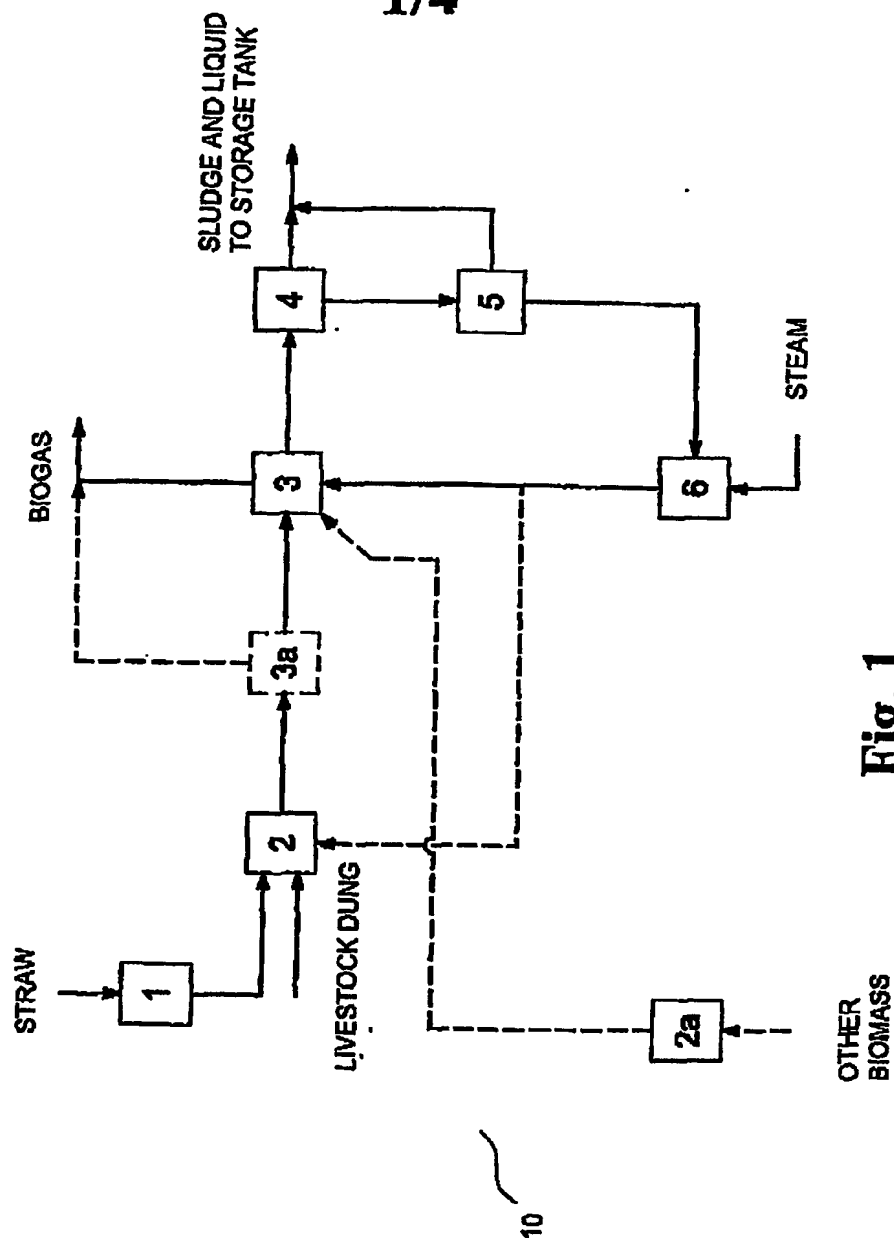 1/4
STRAW
1
LIVESTOCK DUNG
2
3a
BIOGAS
3
4
SLUDGE AND LIQUID
TO STORAGE TANK
5
6
STEAM
OTHER
BIOMASS
2a
10
Fig. 1